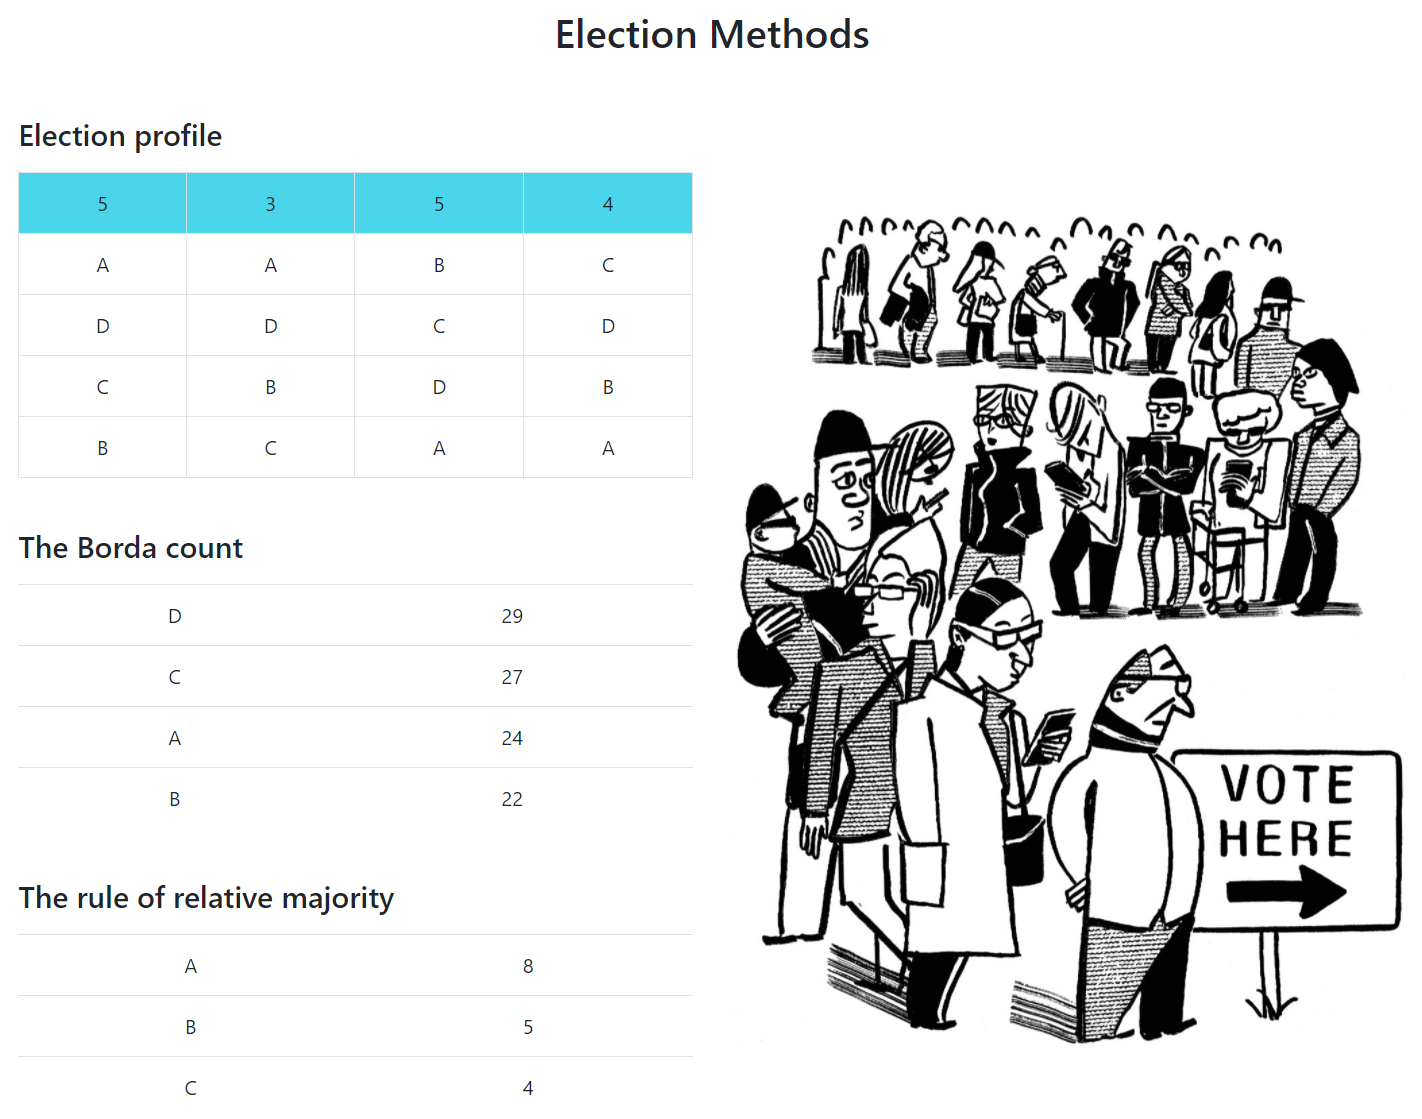 Election Methods
Election profile
5 3 5 4
A A B C
D D C D
C B D B
B C A A
The Borda count
D 29
C 27
A 24
B 22
The rule of relative majority
A 8
B 5
C 4
VOTE
HERE